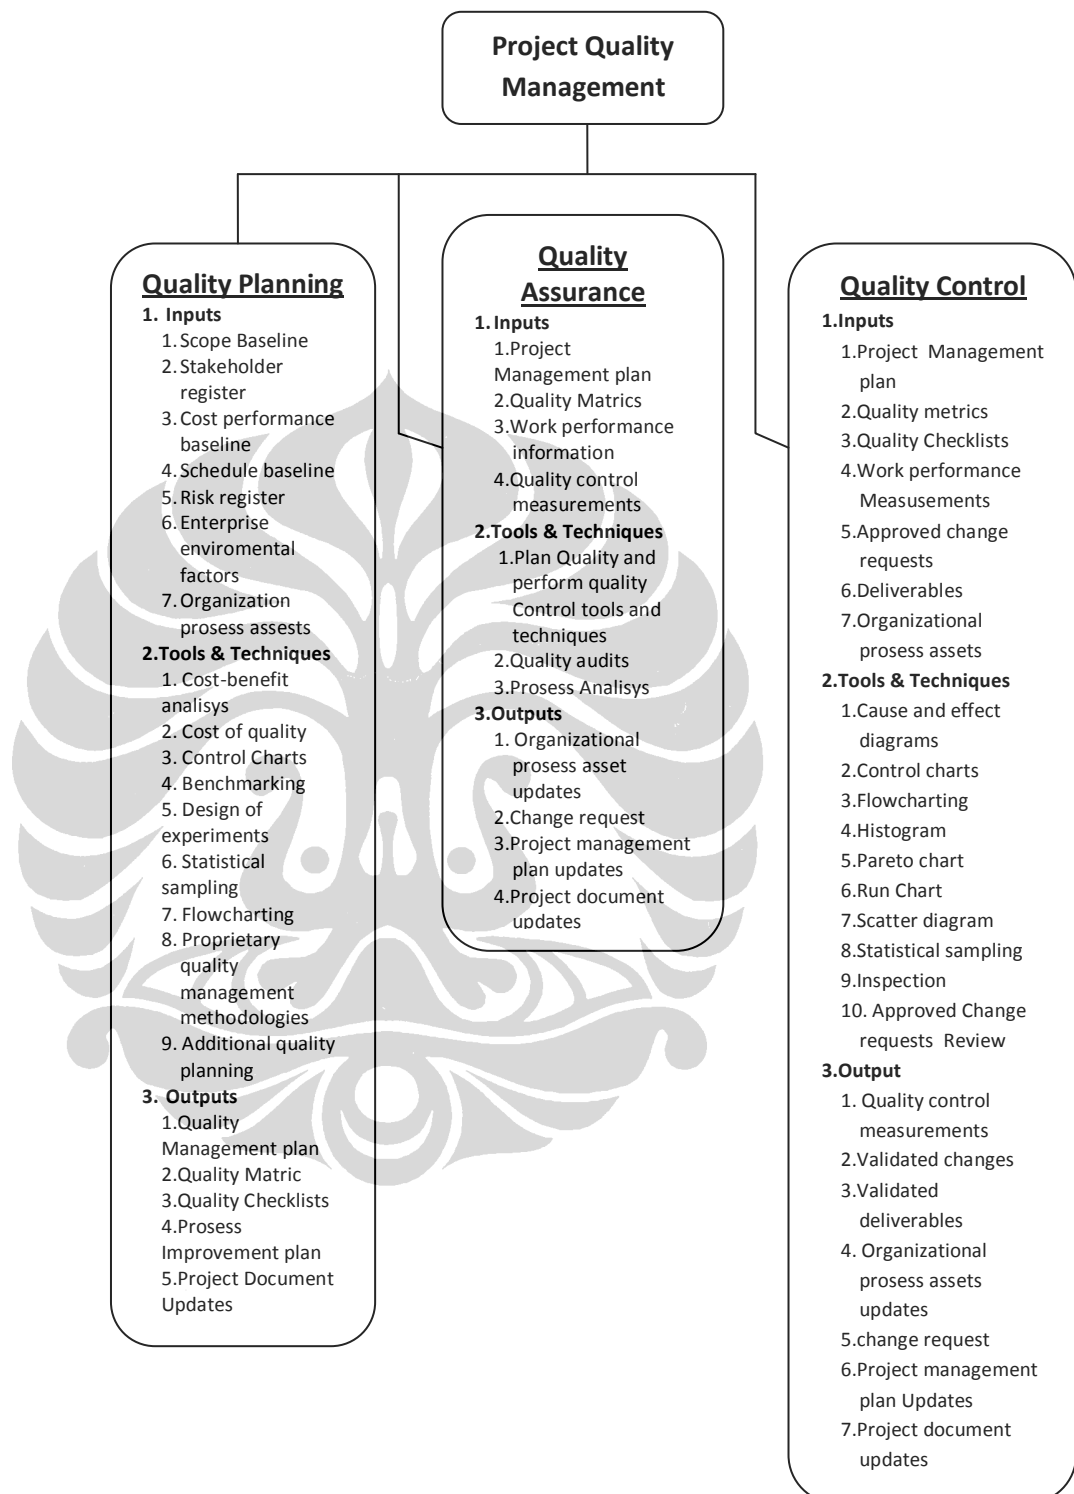 Project Quality
Management
Quality Planning
1. Inputs
1. Scope Baseline
2. Stakeholder
register
3. Cost performance
baseline
4. Schedule baseline
5. Risk register
6. Enterprise
enviromental
factors
7. Organization
prosess assests
2.Tools & Techniques
1. Cost-benefit
analisys
2. Cost of quality
3. Control Charts
4. Benchmarking
5. Design of
experiments
6. Statistical
sampling
7. Flowcharting
8. Proprietary
quality
management
methodologies
9. Additional quality
planning
3. Outputs
1.Quality
Management plan
2.Quality Matric
3.Quality Checklists
4.Prosess
Improvement plan
5.Project Document
Updates
Quality
Assurance
1. Inputs
1.Project
Management plan
2.Quality Matrics
3.Work performance
information
4.Quality control
measurements
2.Tools & Techniques
1.Plan Quality and
perform quality
Control tools and
techniques
2.Quality audits
3.Prosess Analisys
3.Outputs
1. Organizational
prosess asset
updates
2.Change request
3.Project management
plan updates
4.Project document
updates
Quality Control
1.Inputs
1.Project Management
plan
2.Quality metrics
3.Quality Checklists
4.Work performance
Measusements
5.Approved change
requests
6.Deliverables
7.Organizational
prosess assets
2.Tools & Techniques
1.Cause and effect
diagrams
2.Control charts
3.Flowcharting
4.Histogram
5.Pareto chart
6.Run Chart
7.Scatter diagram
8.Statistical sampling
9.Inspection
10. Approved Change
requests Review
3.Output
1. Quality control
measurements
2.Validated changes
3.Validated
deliverables
4. Organizational
prosess assets
updates
5.change request
6.Project management
plan Updates
7.Project document
updates